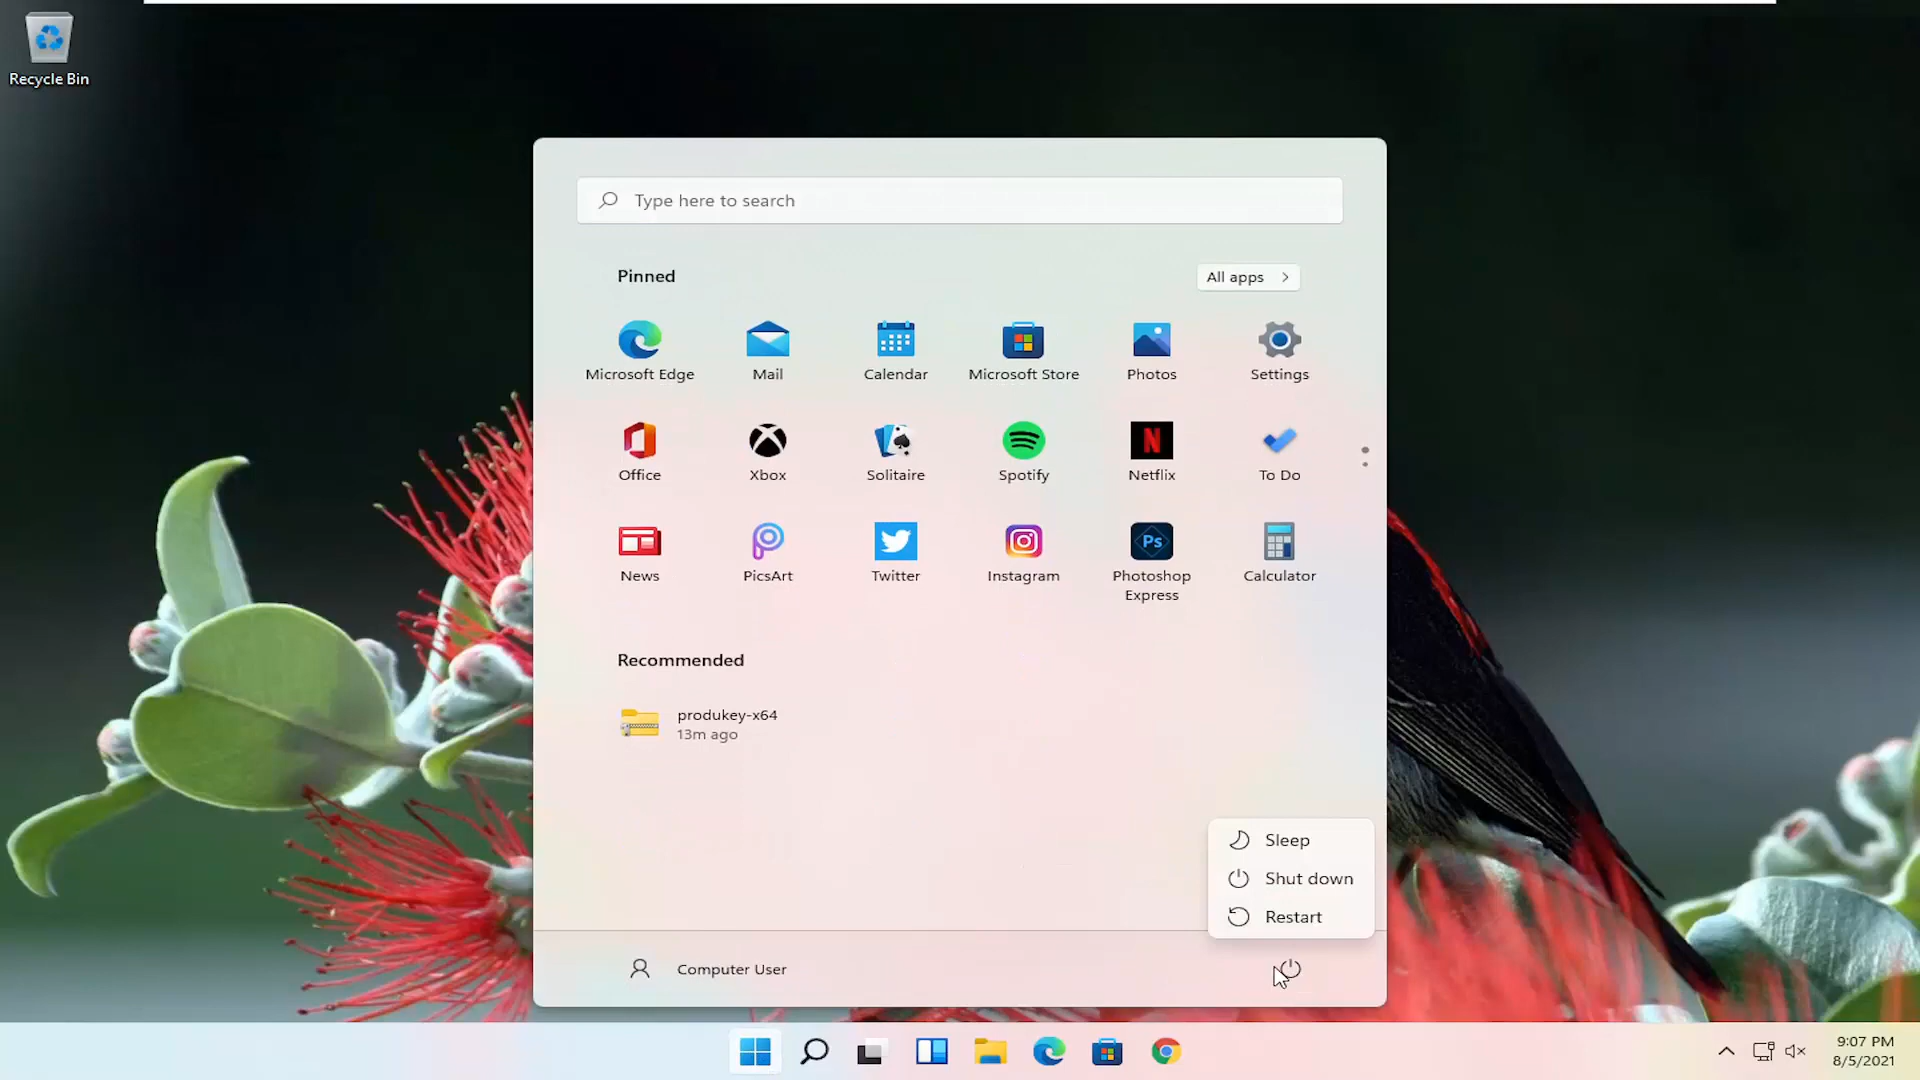 Recycle Bin
Type here to search
Pinned
All apps
Microsoft Edge
Mail
Calendar
Microsoft Store
Photos
Settings
Office
Xbox
Solitaire
Spotify
Netflix
To Do
News
PicsArt
Twitter
Instagram
Ps
Photoshop
Express
Calculator
Recommended
produkey-x64
13m ago
Sleep
Shut down
Restart
Computer User
9:07 PM
8/5/2021